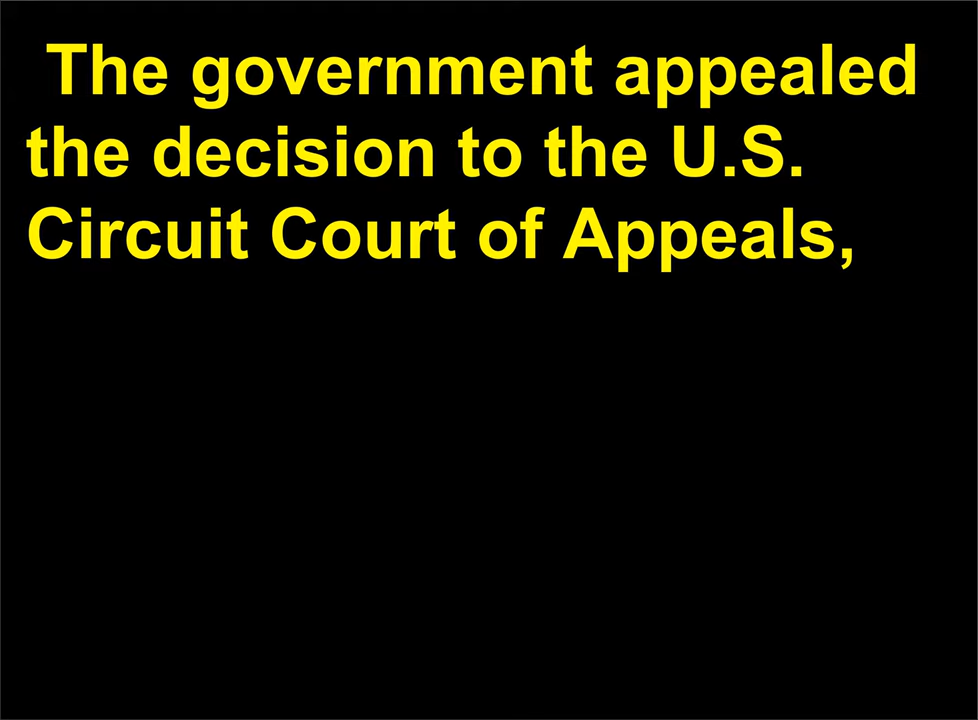 The government appealed
the decision to the U.S.
Circuit Court of Appeals,